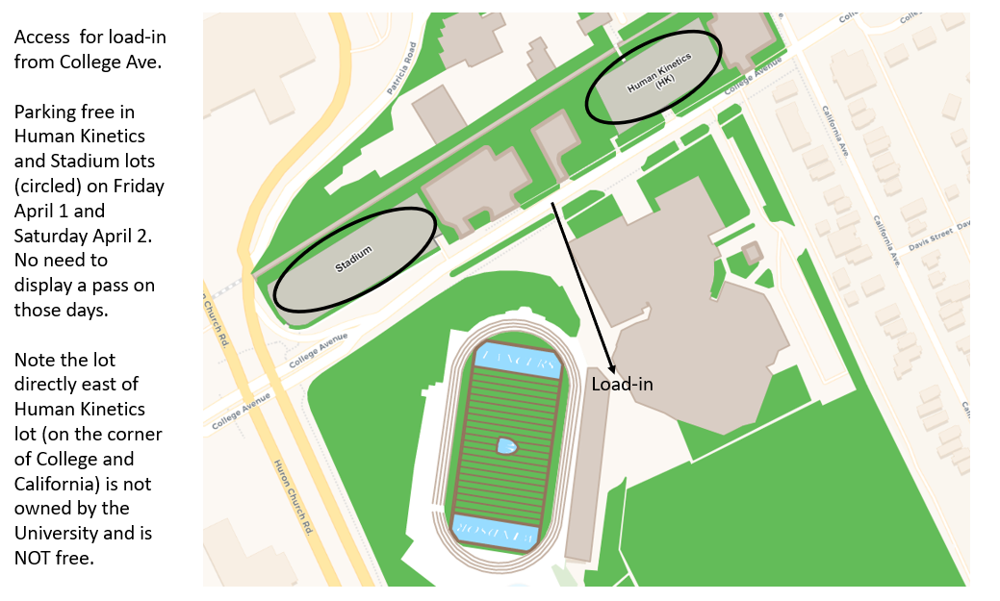 Access for load-in
from College Ave.
Parking free in
Human Kinetics
and Stadium lots
(circled) on Friday
April 1 and
Saturday April 2.
No need to
display a pass on
those days.
Note the lot
directly east of
Human Kinetics
lot (on the corner
of College and
California) is not
owned by the
University and is
NOT free.
Patricia Road
Human Kinetics
(HK)
College Avenue
California Ave.
California Ave.
Davis Street
Dav
Stadium
Church Rd.
College Avenue
College Avenue
Huron Church Rd.
Load-in
LANCERS